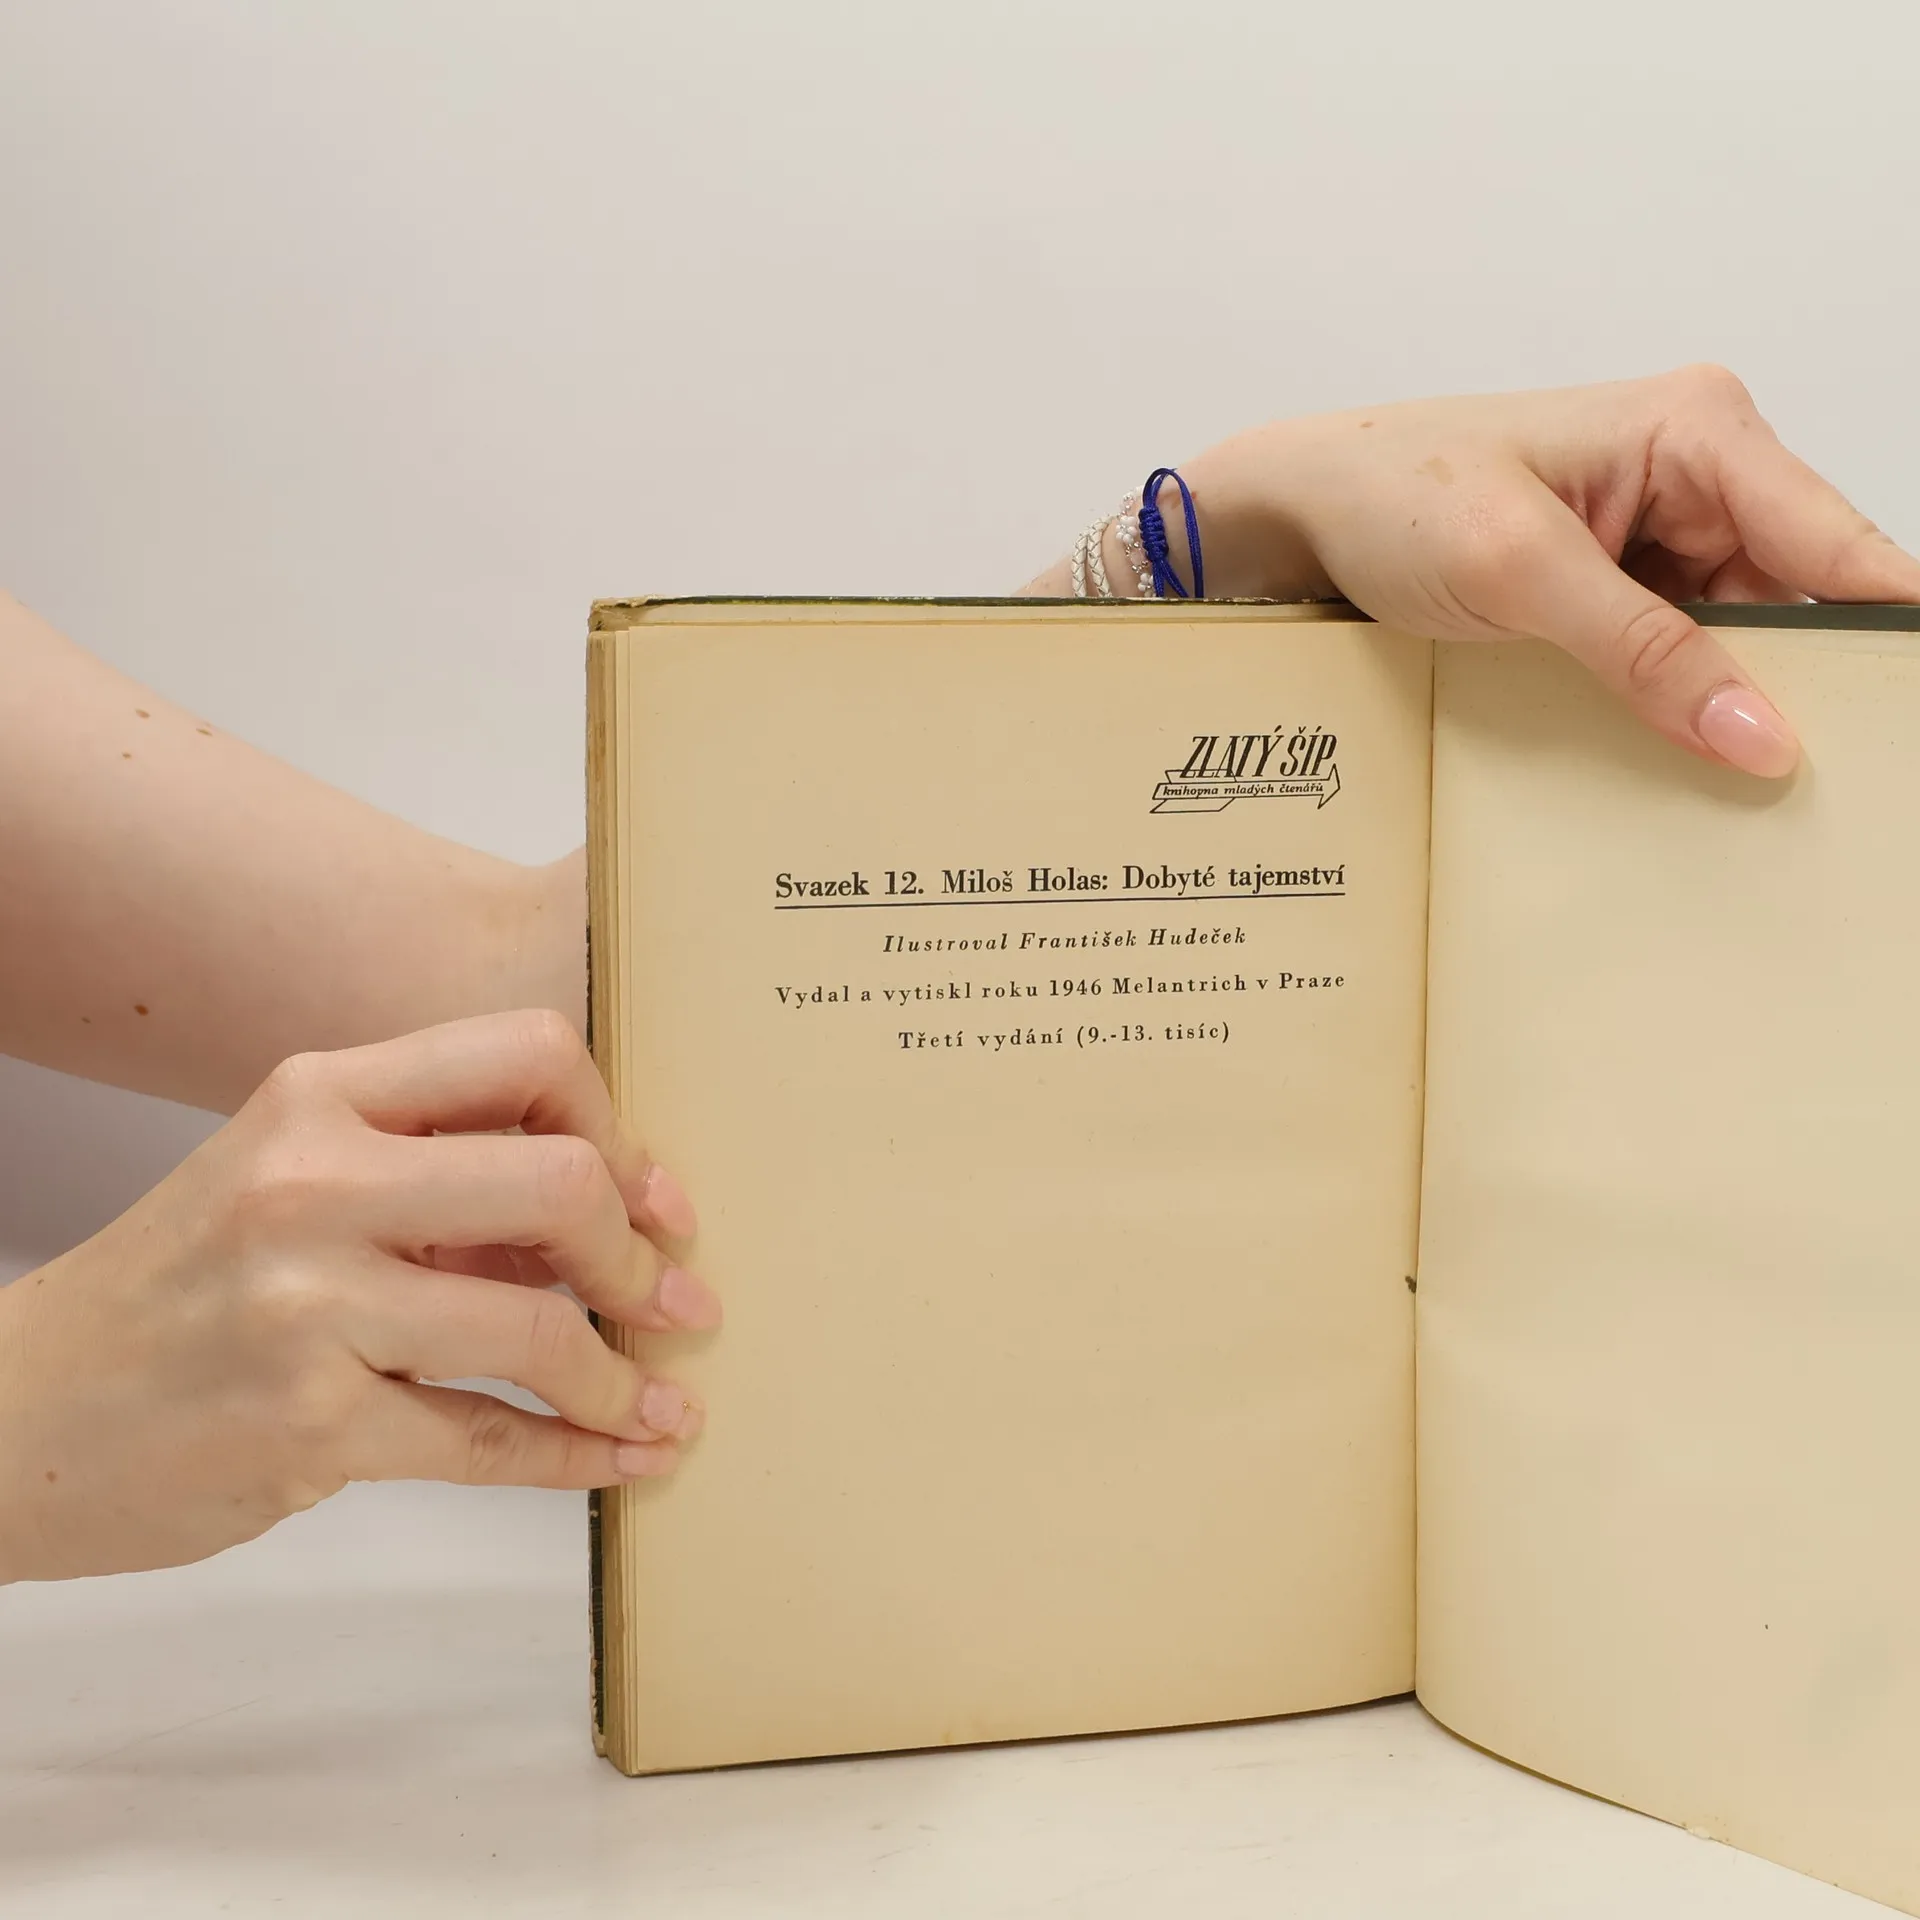 ZLATÝ ŠÍP
knihovna mladých čtenářů
Svazek 12. Miloš Holas: Dobyté tajemství
Ilustroval František Hudeček
Vydal a vytiskl roku 1946 Melantrich v Praze
Třetí vydání (9.-13. tisíc)